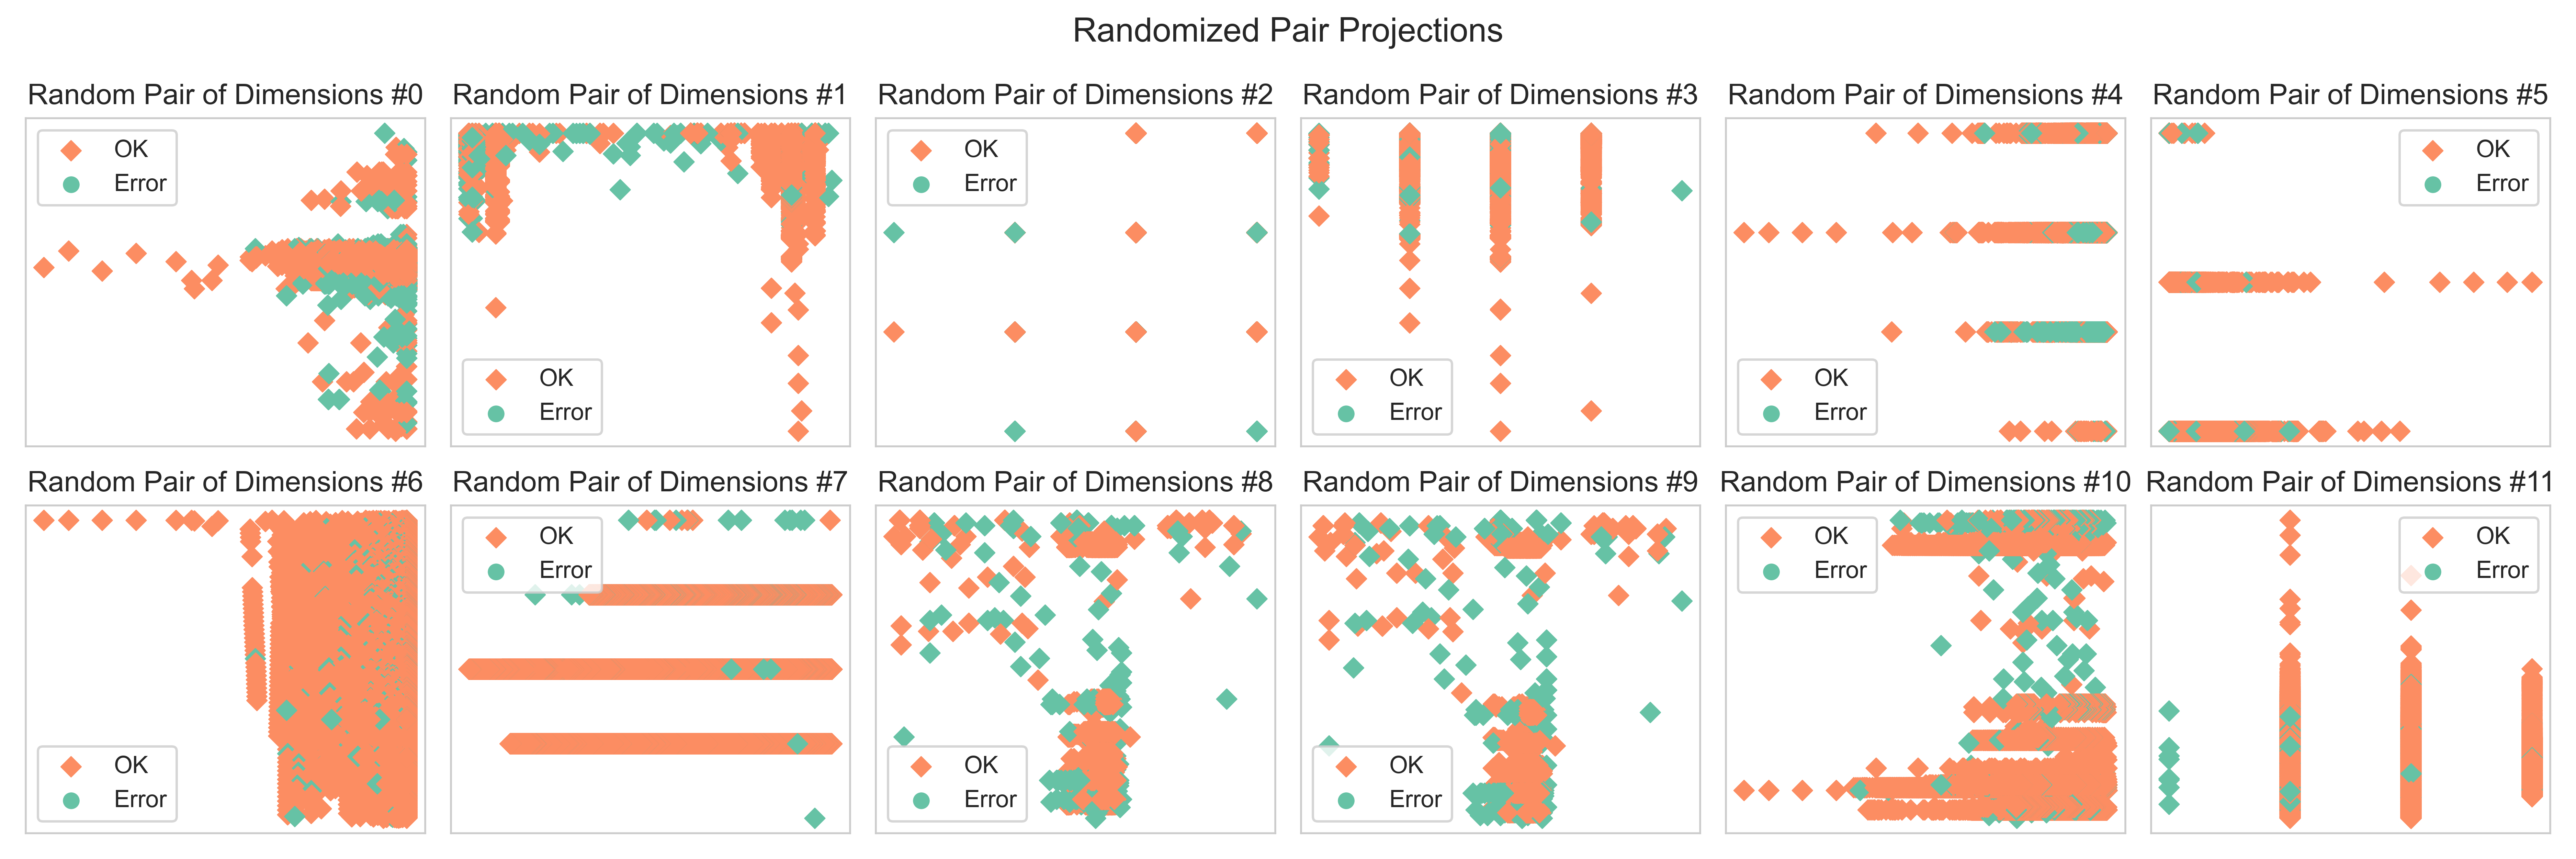 Randomized Pair Projections
Random Pair of Dimensions #0
OK
Error
Random Pair of Dimensions #1
OK
Error
Random Pair of Dimensions #2
Random Pair of Dimensions #3
OK
Error
Random Pair of Dimensions #4
OK
Error
Random Pair of Dimensions #5
OK
Error
Random Pair of Dimensions #6
OK
Error
Random Pair of Dimensions #7
OK
Error
Random Pair of Dimensions #8
OK
Error
Random Pair of Dimensions #9
OK
Error
Random Pair of Dimensions #10
OK
Error
Random Pair of Dimensions #11
OK
Error